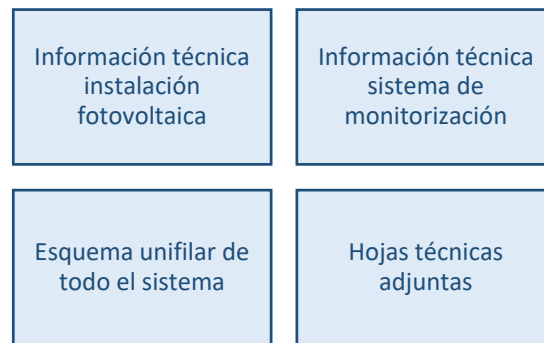 Información técnica
instalación
fotovoltaica
Información técnica
sistema de
monitorización
Esquema unifilar de
todo el sistema
Hojas técnicas
adjuntas